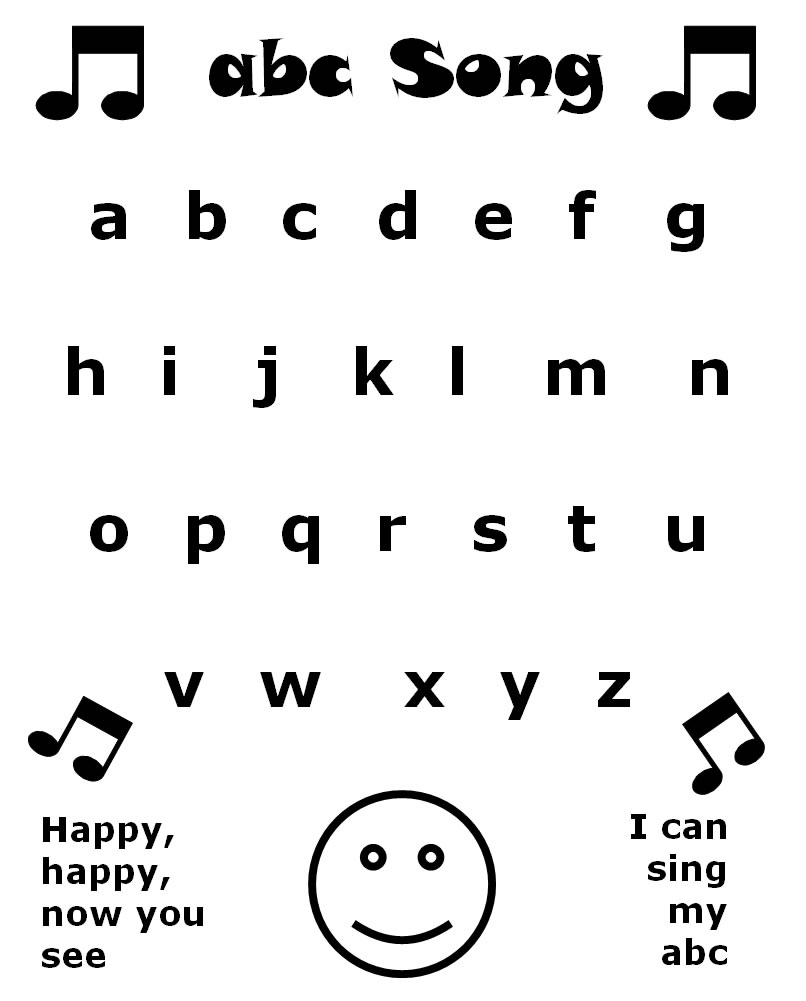 abc Song
a b c d e f g
h i j k l m n
o p q r s t u
v w x y z
Happy,
happy,
now you
see
I can
sing
my
abc